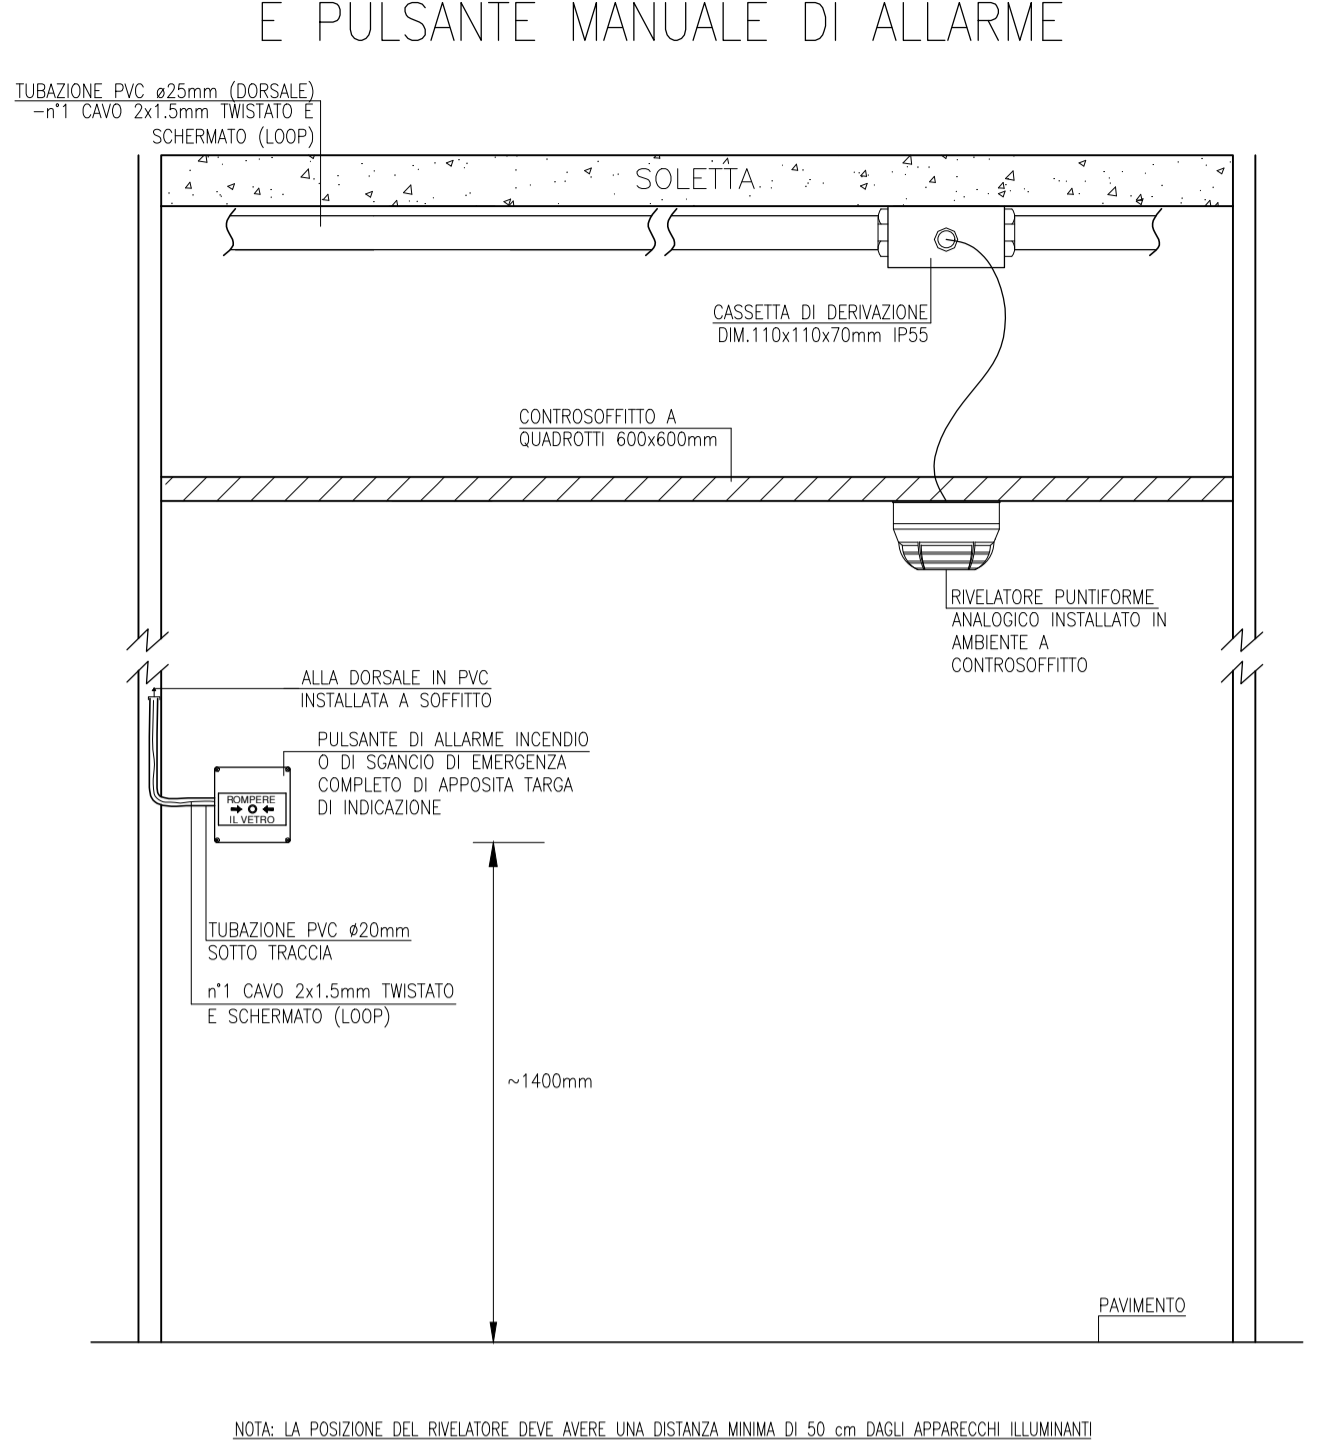 E PULSANTE MANUALE DI ALLARME
TUBAZIONE PVC ø25mm (DORSALE)
-n°1 CAVO 2x1.5mm TWISTATO E
SCHERMATO (LOOP)
SOLETTA
CASSETTA DI DERIVAZIONE
DIM.110x110x70mm IP55
CONTROSOFFITTO A
QUADROTTI 600x600mm
RIVELATORE PUNTIFORME
ANALOGICO INSTALLATO IN
AMBIENTE A
CONTROSOFFITTO
ALLA DORSALE IN PVC
INSTALLATA A SOFFITTO
PULSANTE DI ALLARME INCENDIO
O DI SGANCIO DI EMERGENZA
COMPLETO DI APPOSITA TARGA
DI INDICAZIONE
ROMPERE
IL VETRO
TUBAZIONE PVC ø20mm
SOTTO TRACCIA
n°1 CAVO 2x1.5mm TWISTATO
E SCHERMATO (LOOP)
~1400mm
PAVIMENTO
NOTA: LA POSIZIONE DEL RIVELATORE DEVE AVERE UNA DISTANZA MINIMA DI 50 cm DAGLI APPARECCHI ILLUMINANTI